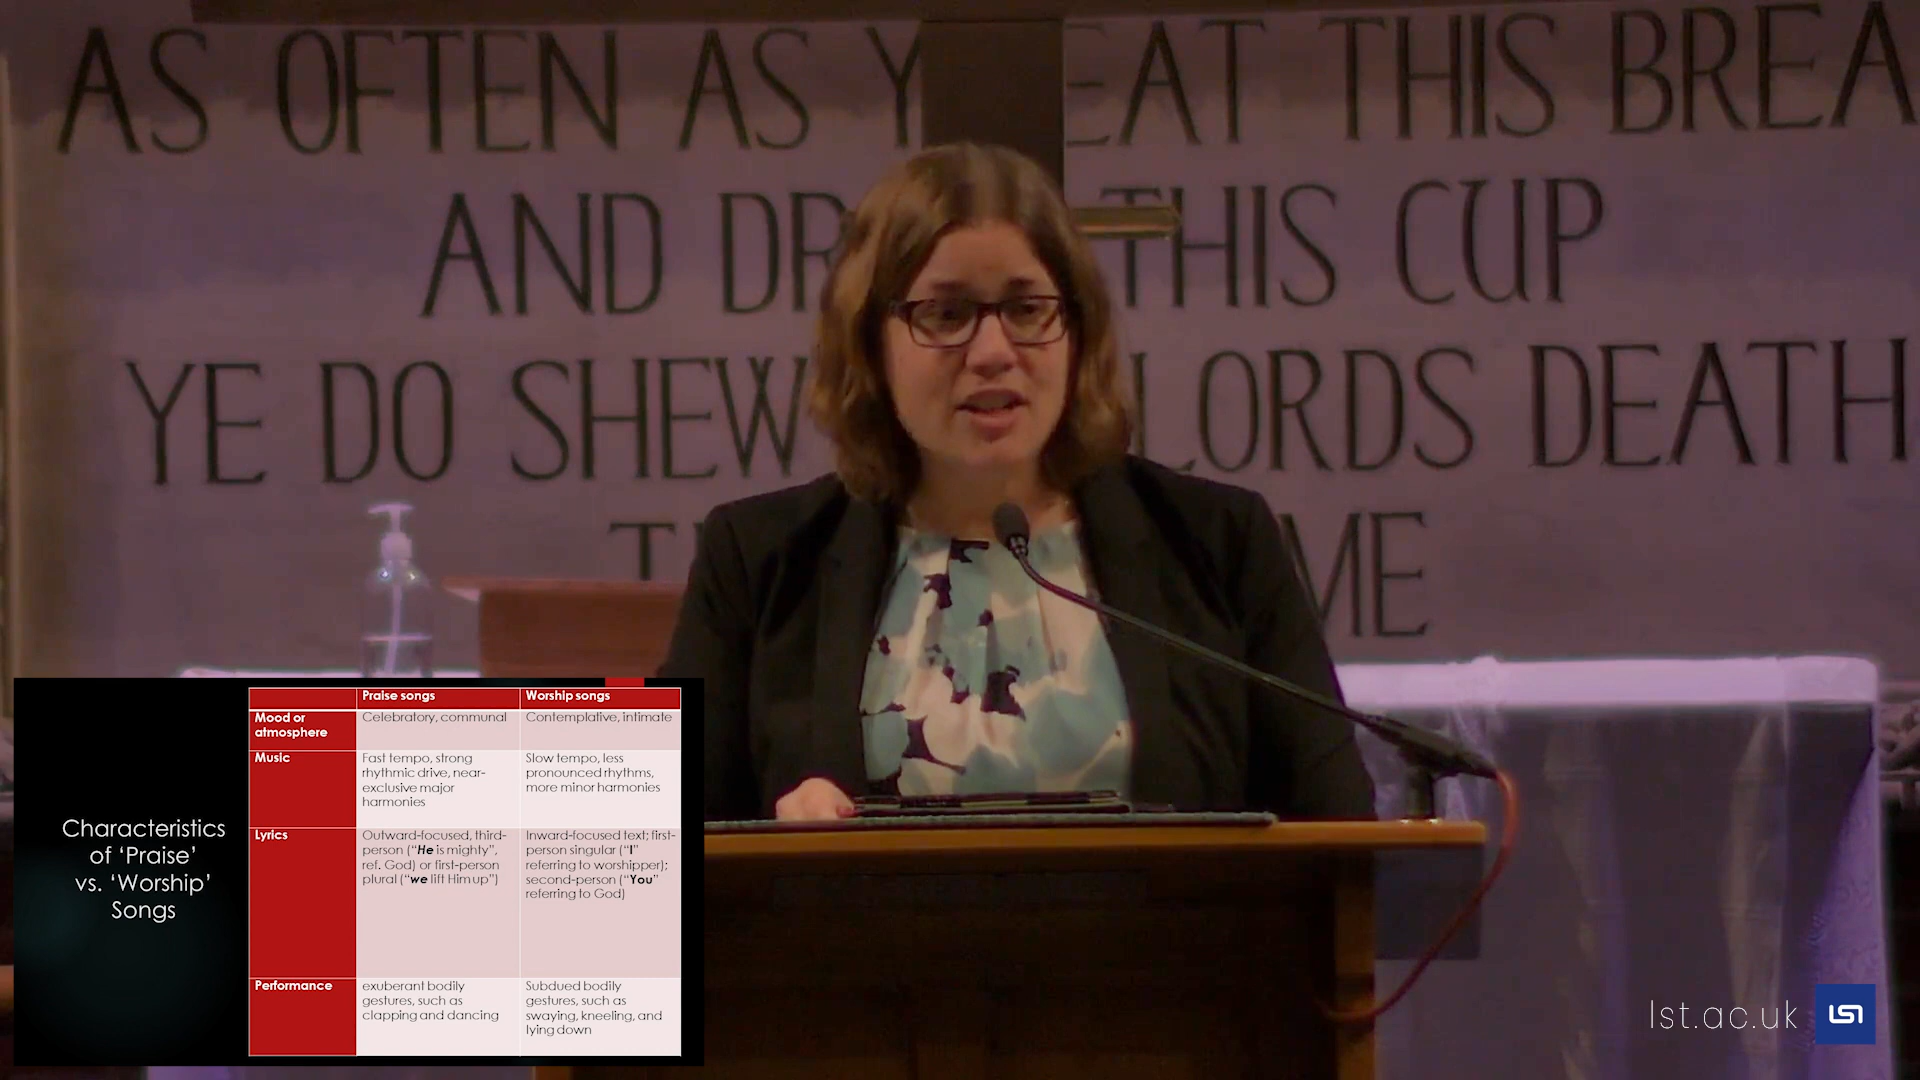 AS OFTEN AS Y EAT THIS BREA
AND DR THIS CUP
YE DO SHEW LORDS DEATH
T ME
Characteristics
of ‘Praise’
vs. ‘Worship’
Songs
Praise songs
Worship songs
Mood or
atmosphere
Celebratory, communal
Contemplative, intimate
Music
Fast tempo, strong
rhythmic drive, near-
exclusive major
harmonies
Slow tempo, less
pronounced rhythms,
more minor harmonies
Lyrics
Outward-focused, third-
person (“He is mighty”,
ref. God) or first-person
plural (“we lift Him up”)
Inward-focused text; first-
person singular (“I”
referring to worshipper);
second-person (“You”
referring to God)
Performance
exuberant bodily
gestures, such as
clapping and dancing
Subdued bodily
gestures, such as
swaying, kneeling, and
lying down
lst.ac.uk LST